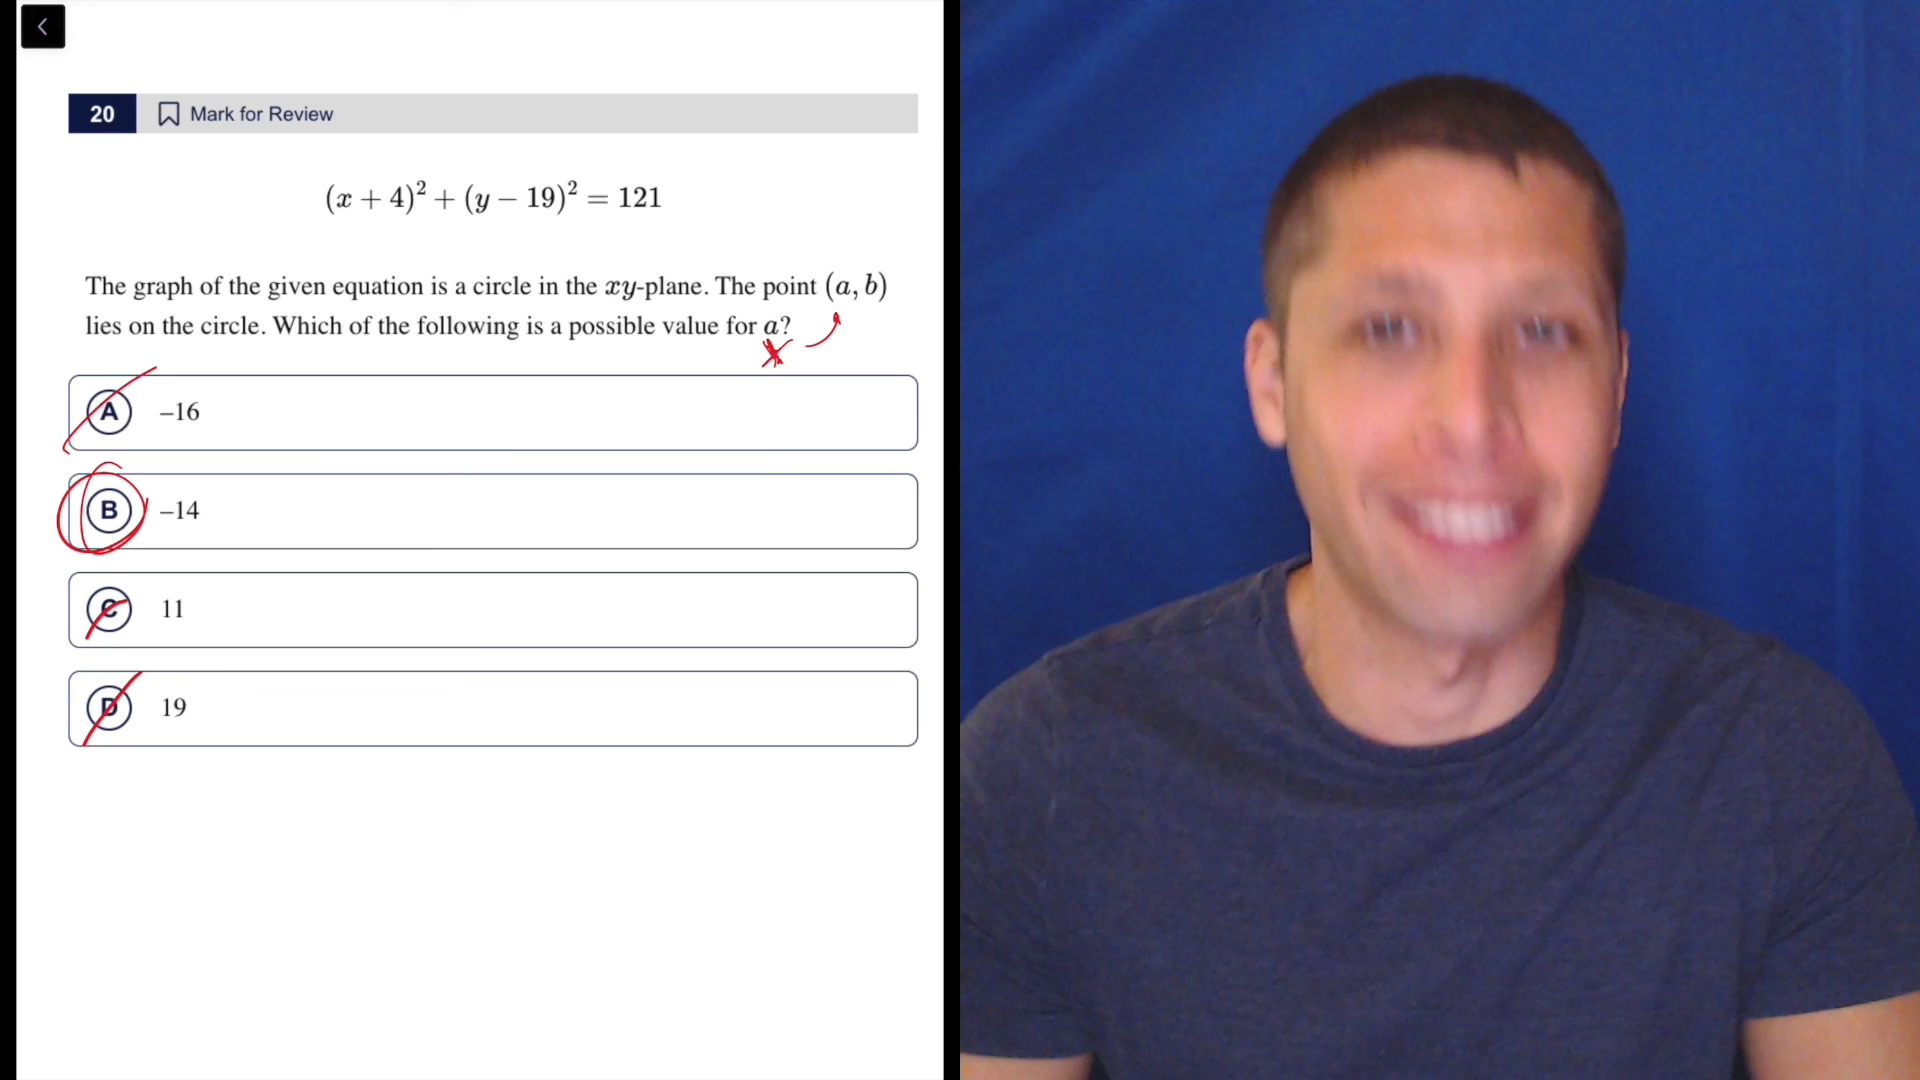 20 Mark for Review
(x + 4)² + (y − 19)² = 121
The graph of the given equation is a circle in the xy-plane. The point (a, b)
lies on the circle. Which of the following is a possible value for a?
x
A –16
B –14
C 11
D 19